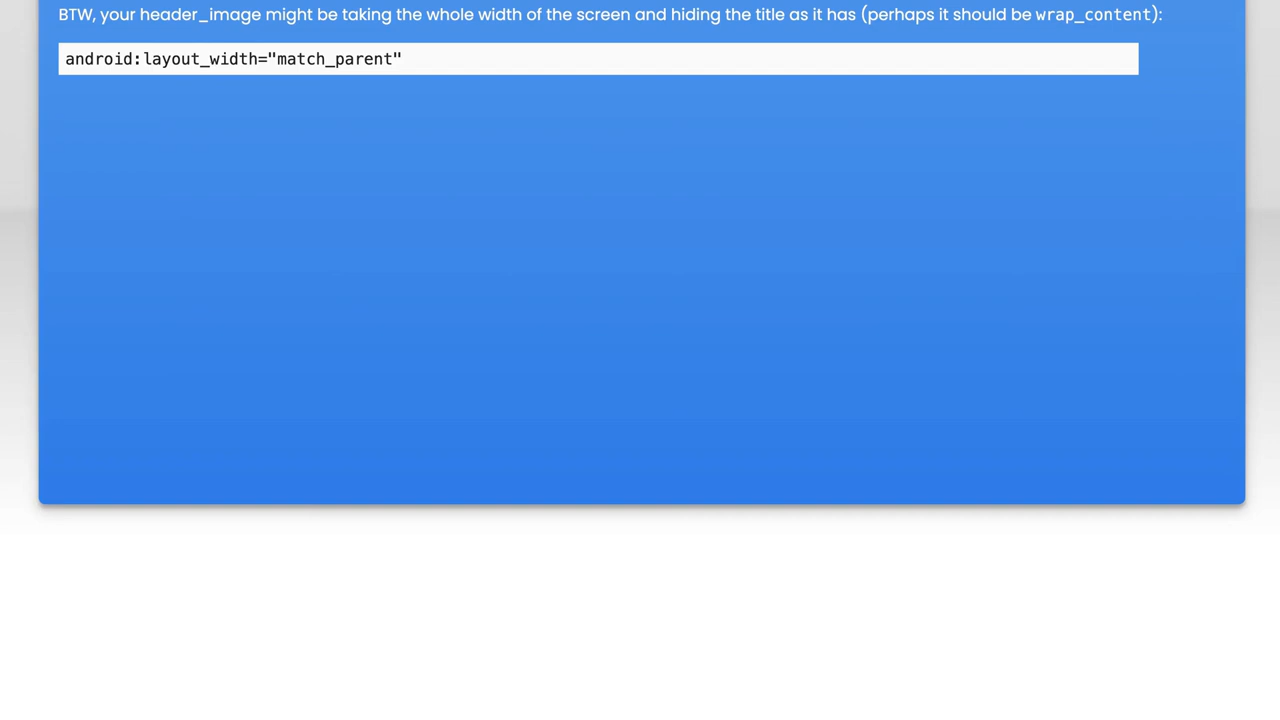 BTW, your header_image might be taking the whole width of the screen and hiding the title as it has (perhaps it should be wrap_content):
android:layout_width="match_parent"